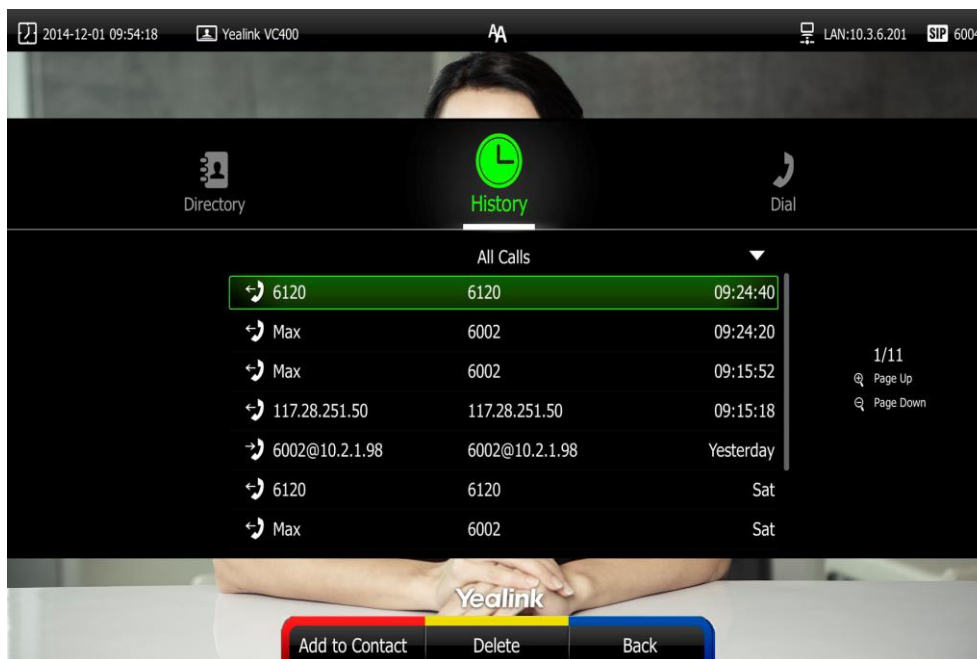 2014-12-01 09:54:18 Yealink VC400 AA LAN:10.3.6.201 SIP 6004
Directory History Dial
All Calls
6120 6120 09:24:40
Max 6002 09:24:20
Max 6002 09:15:52
117.28.251.50 117.28.251.50 09:15:18
6002@10.2.1.98 6002@10.2.1.98 Yesterday
6120 6120 Sat
Max 6002 Sat
1/11
Page Up
Page Down
Yealink
Add to Contact Delete Back